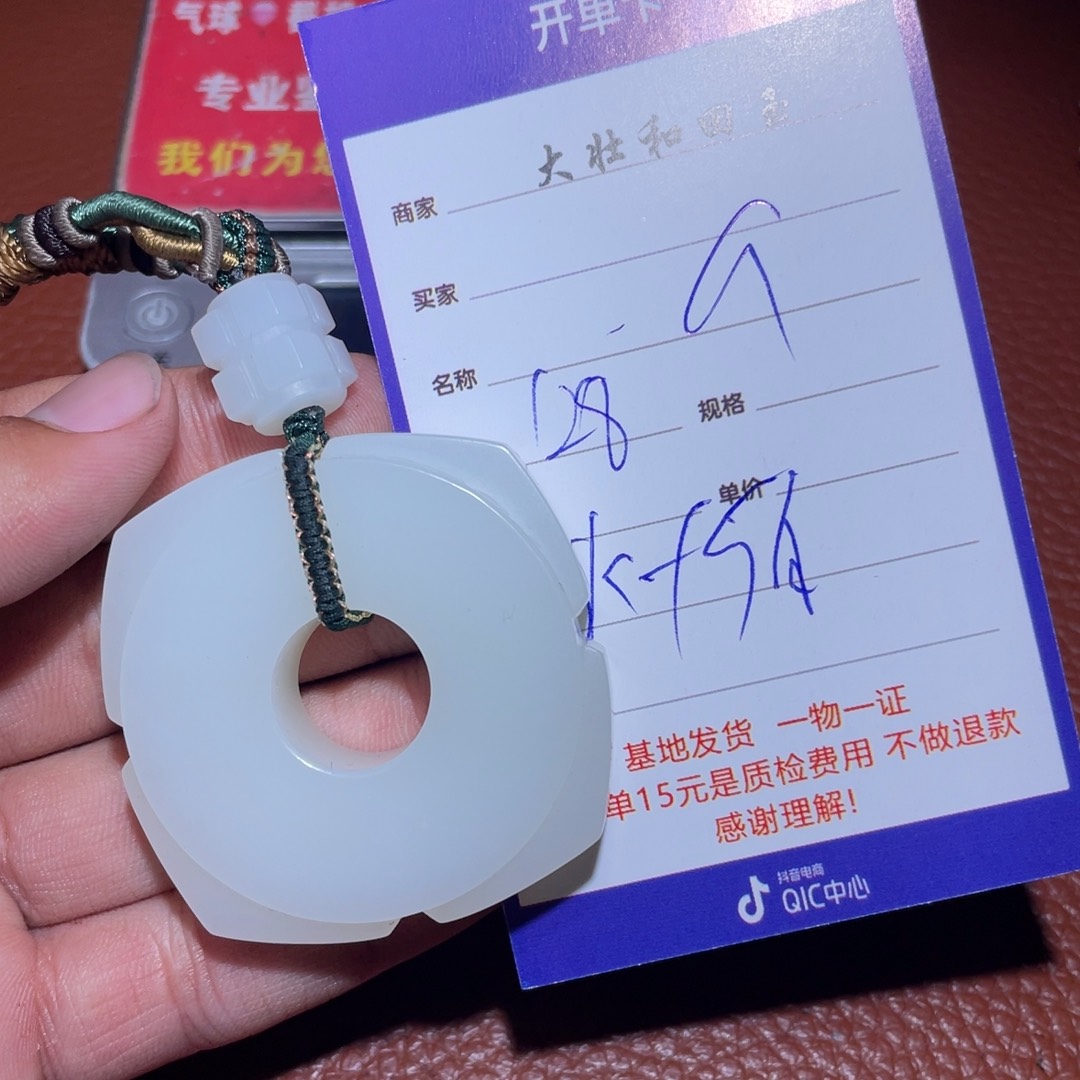 气球
专业
我们为您
开单卡
商家 大壮和田玉
买家
名称
128 规格
单价
基地发货 一物一证
单15元是质检费用 不做退款
感谢理解!
抖音电商
QIC中心